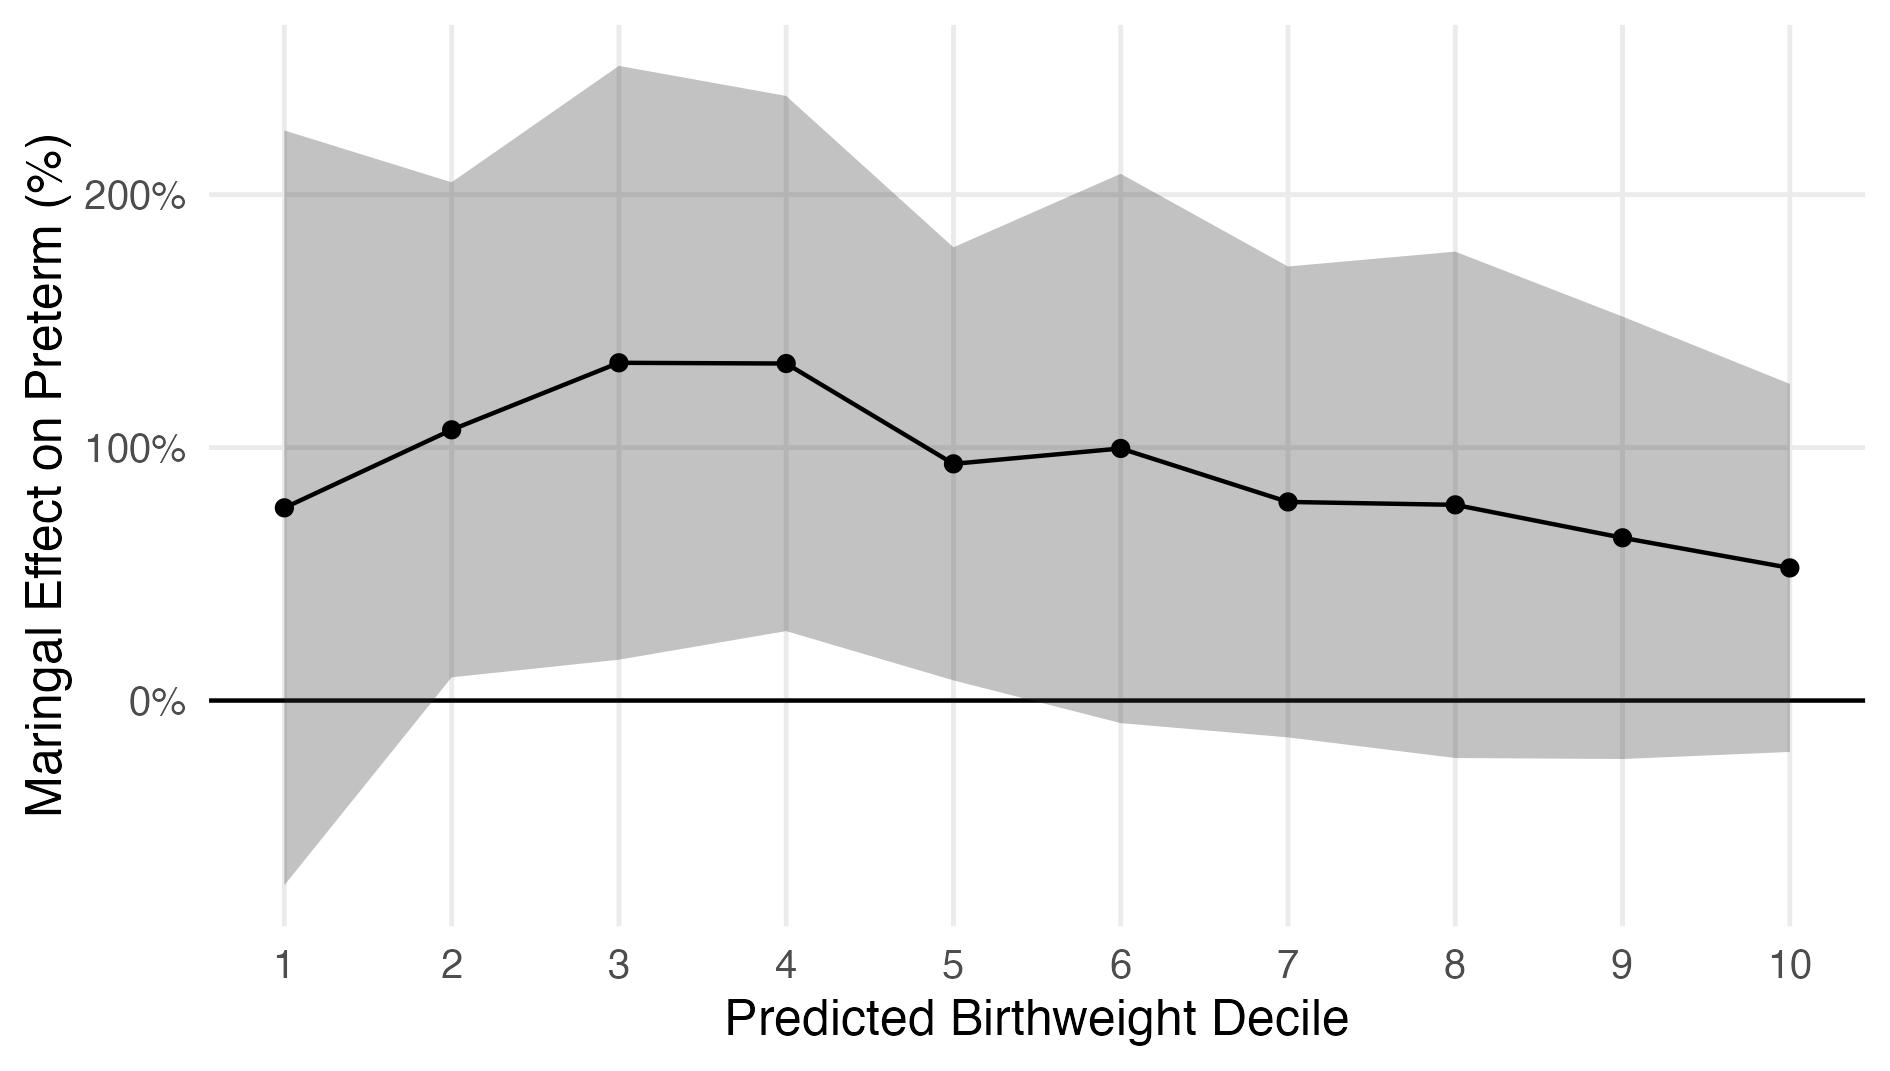 Maringal Effect on Preterm (%)
200%
100%
0%
1 2 3 4 5 6 7 8 9 10
Predicted Birthweight Decile